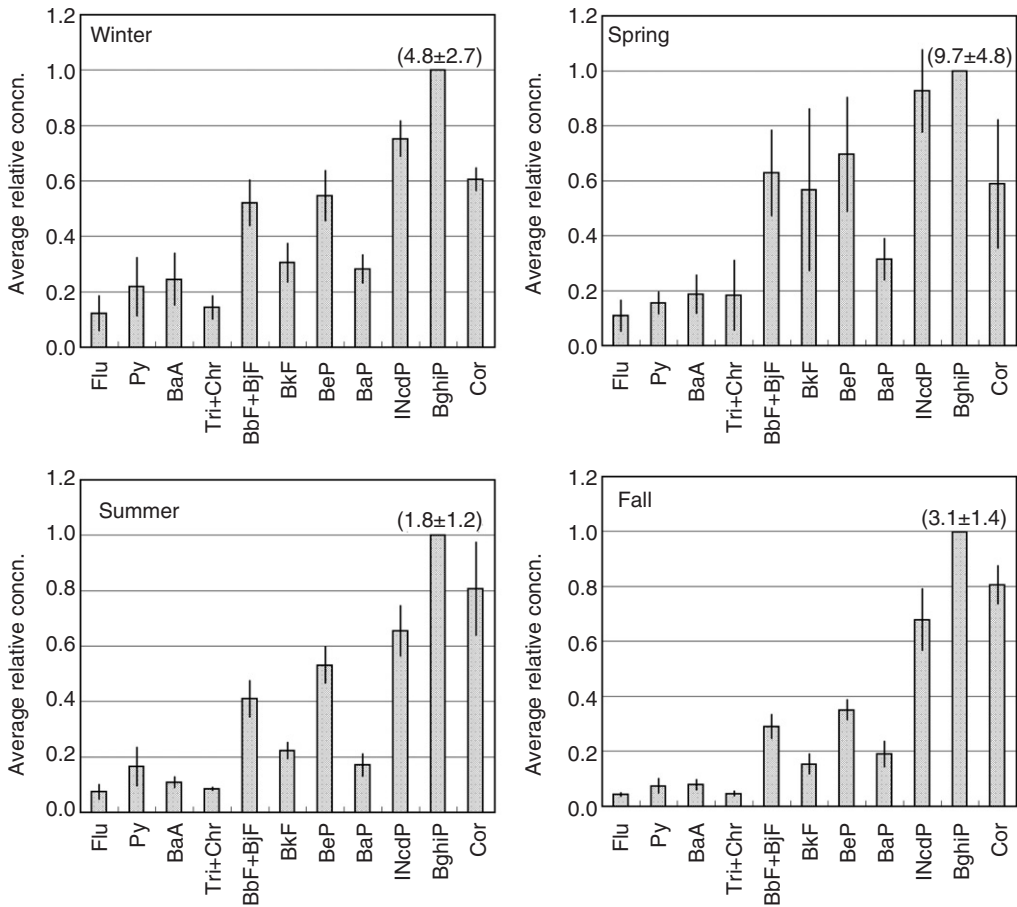 Winter
(4.8±2.7)
Average relative concn.
1.2
1.0
0.8
0.6
0.4
0.2
0.0
Flu
Py
BaA
Tri+Chr
BbF+BjF
BkF
BeP
BaP
INcdP
BghiP
Cor
Spring
(9.7±4.8)
Average relative concn.
1.2
1.0
0.8
0.6
0.4
0.2
0.0
Flu
Py
BaA
Tri+Chr
BbF+BjF
BkF
BeP
BaP
INcdP
BghiP
Cor
Summer
(1.8±1.2)
Average relative concn.
1.2
1.0
0.8
0.6
0.4
0.2
0.0
Flu
Py
BaA
Tri+Chr
BbF+BjF
BkF
BeP
BaP
INcdP
BghiP
Cor
Fall
(3.1±1.4)
Average relative concn.
1.2
1.0
0.8
0.6
0.4
0.2
0.0
Flu
Py
BaA
Tri+Chr
BbF+BjF
BkF
BeP
BaP
INcdP
BghiP
Cor